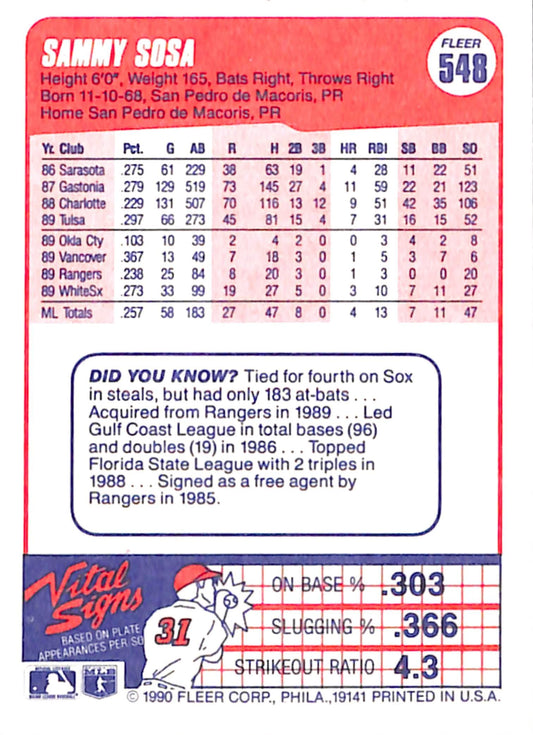 SAMMY SOSA
FLEER
548
Height 6'0", Weight 165, Bats Right, Throws Right
Born 11-10-68, San Pedro de Macoris, PR
Home San Pedro de Macoris, PR
Yr. Club Pct. G AB R H 2B 3B HR RBI SB BB SO
86 Sarasota .275 61 229 38 63 19 1 4 28 11 22 51
87 Gastonia .279 129 519 73 145 27 4 11 59 22 21 123
88 Charlotte .229 131 507 70 116 13 12 9 51 42 35 106
89 Tulsa .297 66 273 45 81 15 4 7 31 16 15 52
89 Okla Cty .103 10 39 2 4 2 0 0 3 4 2 8
89 Vancover .367 13 49 7 18 3 0 1 5 3 7 6
89 Rangers .238 25 84 8 20 3 0 1 3 0 0 20
89 WhiteSx .273 33 99 19 27 5 0 3 10 7 11 27
ML Totals .257 58 183 27 47 8 0 4 13 7 11 47
DID YOU KNOW? Tied for fourth on Sox
in steals, but had only 183 at-bats . . .
Acquired from Rangers in 1989 . . . Led
Gulf Coast League in total bases (96)
and doubles (19) in 1986 . . . Topped
Florida State League with 2 triples in
1988 . . . Signed as a free agent by
Rangers in 1985.
Vital
Signs
BASED ON PLATE
APPEARANCES PER SO
31
ON BASE % .303
SLUGGING % .366
STRIKEOUT RATIO 4.3
MLB
© 1990 FLEER CORP., PHILA., 19141 PRINTED IN U.S.A.